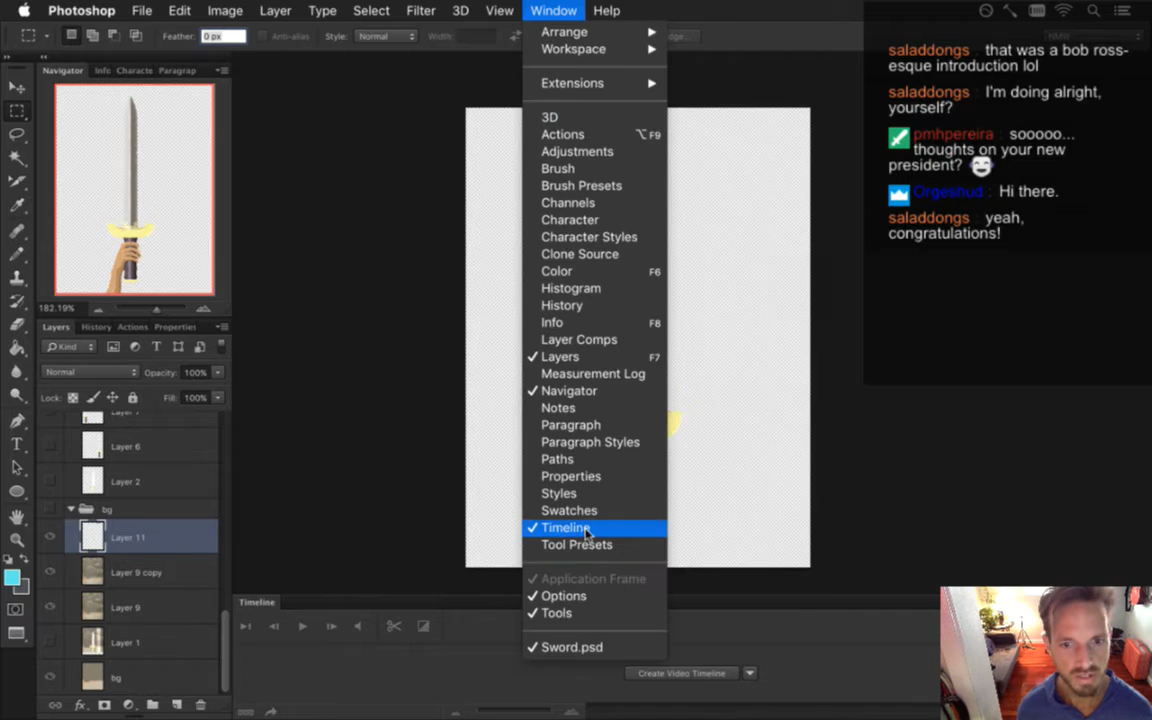 Photoshop File Edit Image Layer Type Select Filter 3D View Window Help
Feather: 0 px Anti-alias Style: Normal Width:
Navigator Info Characte Paragrap
182.19%
Layers History Actions Properties
Kind
Normal Opacity: 100%
Lock: Fill: 100%
Layer 7
Layer 6
Layer 2
bg
Layer 11
Layer 9 copy
Layer 9
Layer 1
bg
Arrange
Workspace
Extensions
3D
Actions ⌥F9
Adjustments
Brush
Brush Presets
Channels
Character
Character Styles
Clone Source
Color F6
Histogram
History
Info F8
Layer Comps
✓ Layers F7
Measurement Log
✓ Navigator
Notes
Paragraph
Paragraph Styles
Paths
Properties
Styles
Swatches
✓ Timeline
Tool Presets
✓ Application Frame
✓ Options
✓ Tools
✓ Sword.psd
Timeline
Create Video Timeline
saladdongs : that was a bob ross-
esque introduction lol
saladdongs : I'm doing alright,
yourself?
pmhpereira : sooooo...
thoughts on your new
president?
Orgeshud : Hi there.
saladdongs : yeah,
congratulations!